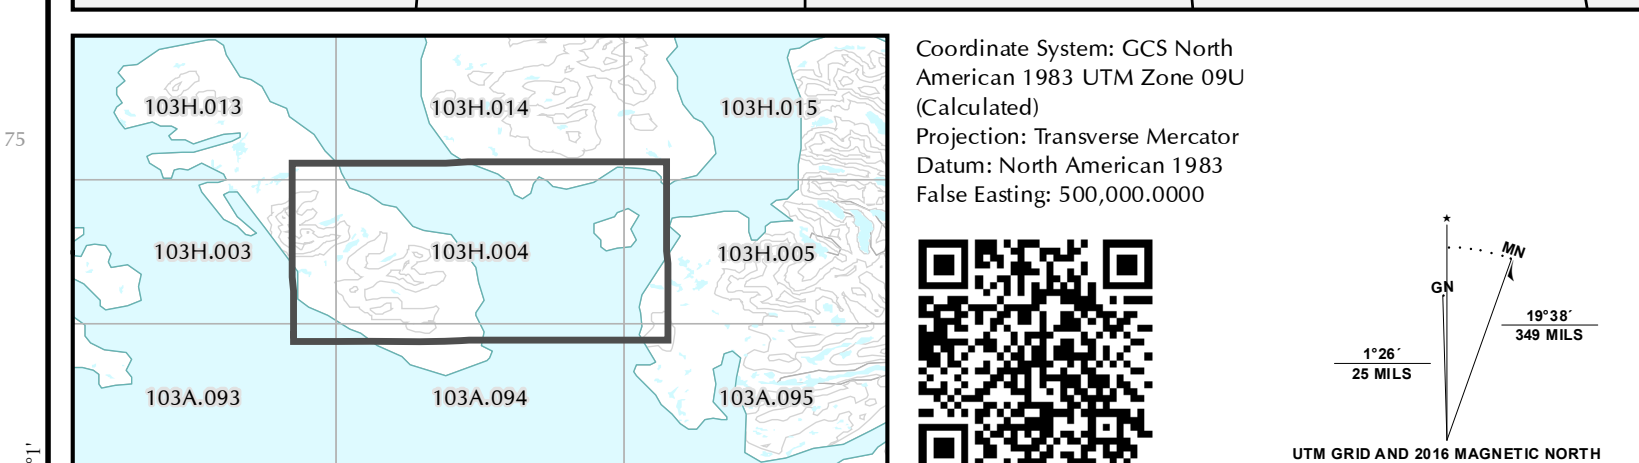 103H.013 103H.014 103H.015
75
103H.003 103H.004 103H.005
103A.093 103A.094 103A.095
°1'
Coordinate System: GCS North
American 1983 UTM Zone 09U
(Calculated)
Projection: Transverse Mercator
Datum: North American 1983
False Easting: 500,000.0000
MN
GN
19°38´
349 MILS
1°26´
25 MILS
UTM GRID AND 2016 MAGNETIC NORTH